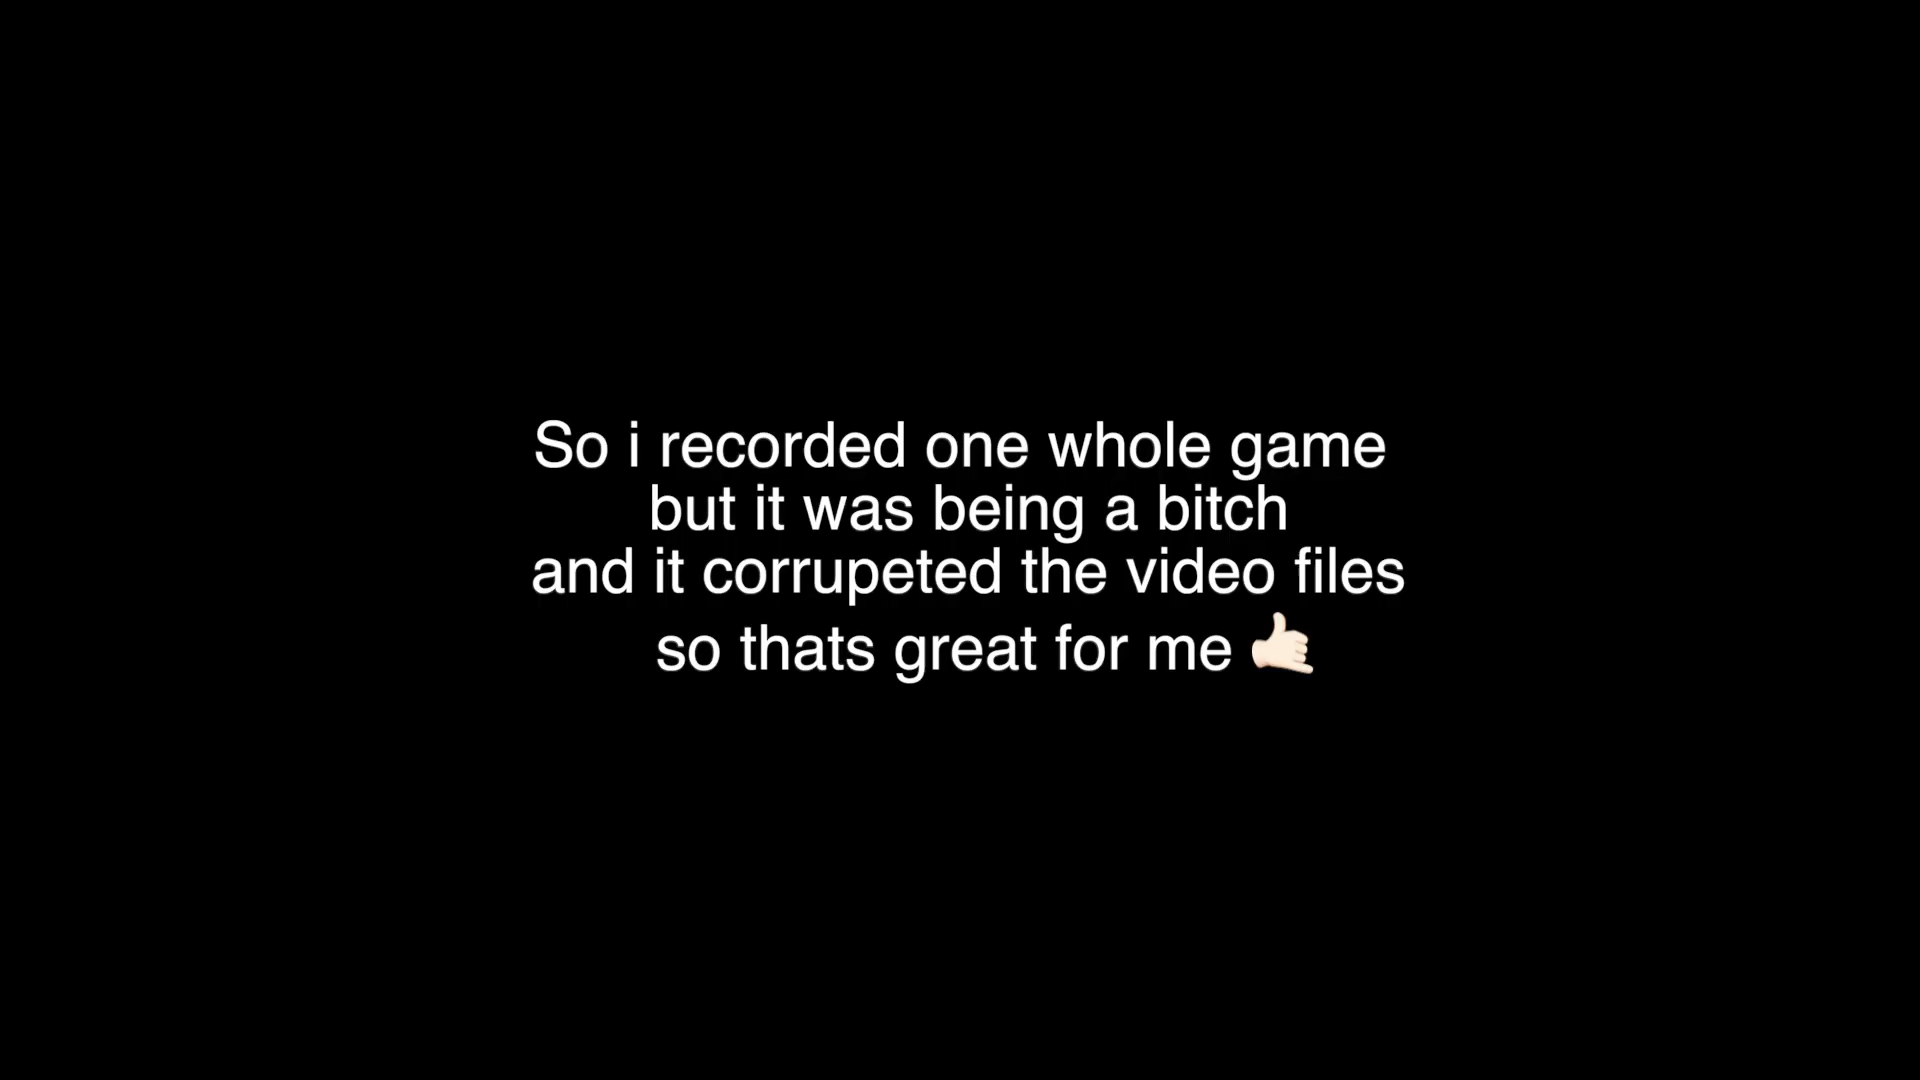 So i recorded one whole game
but it was being a bitch
and it corrupeted the video files
so thats great for me 🤙🏻